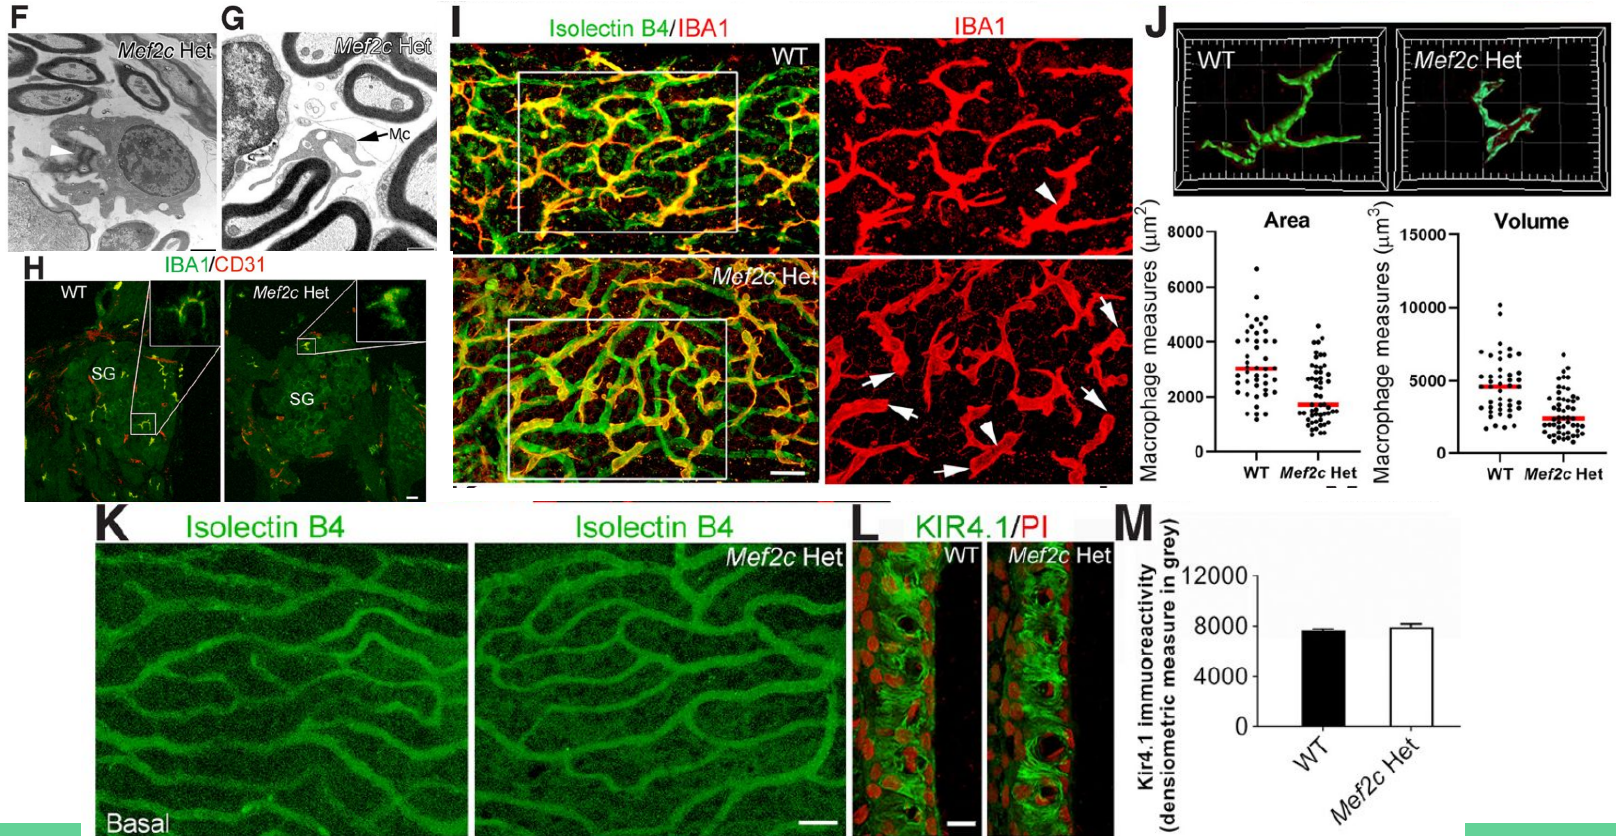 F
Mef2c Het
G
Mef2c Het
Mc
H
IBA1/CD31
WT
SG
Mef2c Het
SG
I
Isolectin B4/IBA1
IBA1
WT
Mef2c Het
J
WT
Mef2c Het
Area
Macrophage measures (μm2)
8000
6000
4000
2000
0
WT
Mef2c Het
Volume
Macrophage measures (μm3)
15000
10000
5000
0
WT
Mef2c Het
K
Isolectin B4
Isolectin B4
Mef2c Het
Basal
L
KIR4.1/PI
WT
Mef2c Het
M
Kir4.1 immuoreactivity
(densiometric measure in grey)
12000
8000
4000
0
WT
Mef2c Het